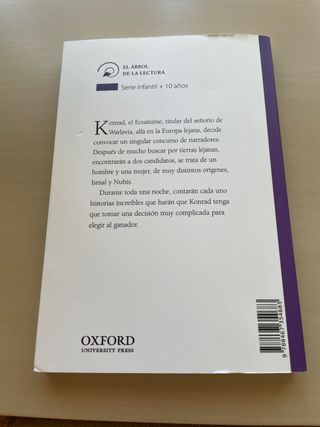 EL ÁRBOL
DE LA LECTURA
Serie infantil + 10 años
Konrad, el Ecuánime, titular del señorío de
Warlavia, allá en la Europa lejana, decide
convocar un singular concurso de narradores.
Después de mucho buscar por tierras lejanas,
encontrarán a dos candidatos, se trata de un
hombre y una mujer, de muy distintos orígenes,
Ismal y Nubis.
Durante toda una noche, contarán cada uno
historias increíbles que harán que Konrad tenga
que tomar una decisión muy complicada para
elegir al ganador.
OXFORD
UNIVERSITY PRESS
9 788467 354683